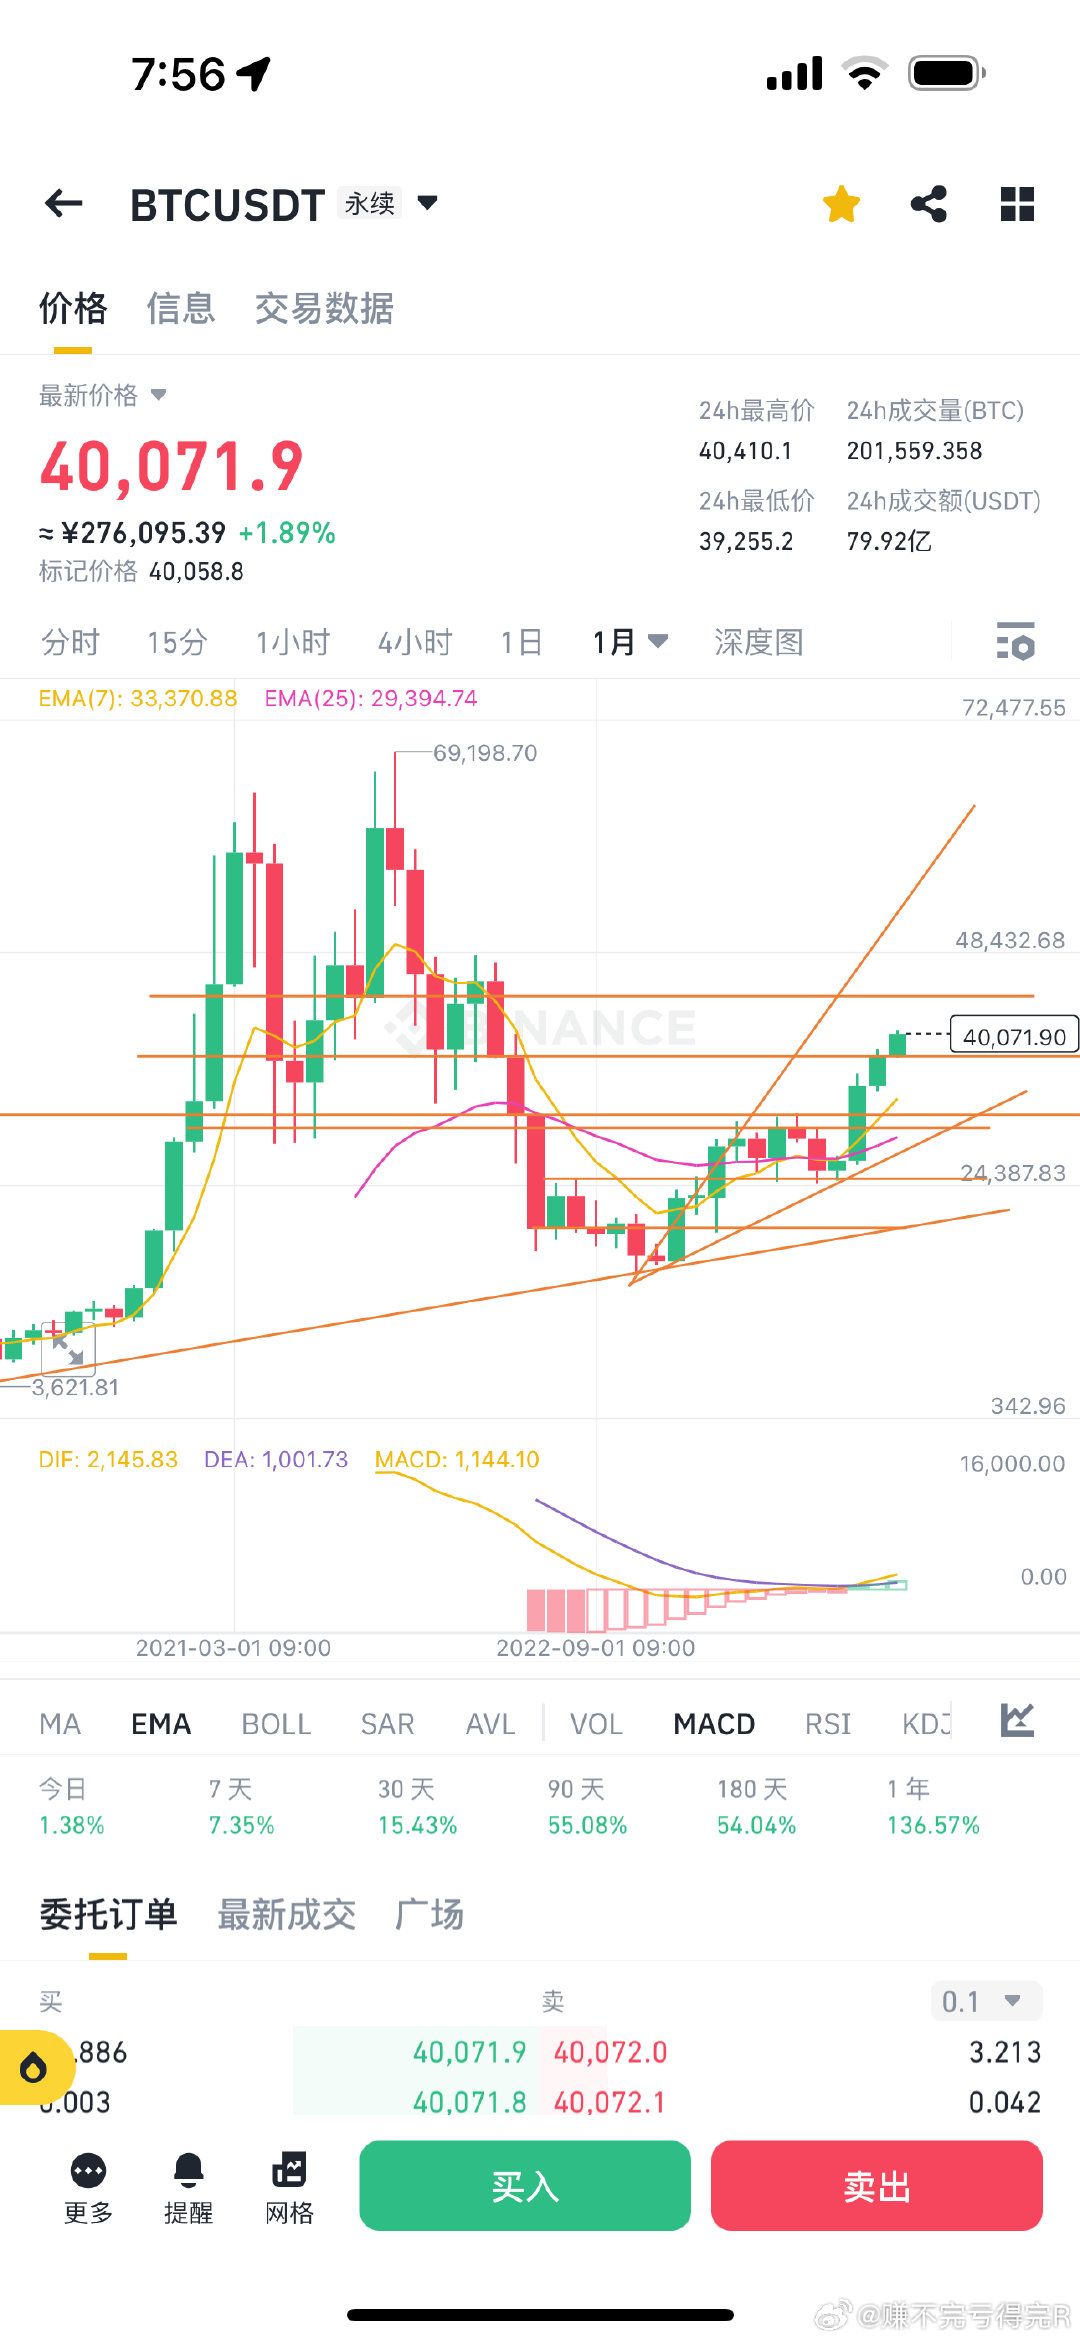 7:56
BTCUSDT 永续
价格 信息 交易数据
最新价格
40,071.9
≈ ¥276,095.39 +1.89%
标记价格 40,058.8
24h最高价 24h成交量(BTC)
40,410.1 201,559.358
24h最低价 24h成交额(USDT)
39,255.2 79.92亿
分时 15分 1小时 4小时 1日 1月 深度图
EMA(7): 33,370.88 EMA(25): 29,394.74
72,477.55
69,198.70
48,432.68
BINANCE
40,071.90
24,387.83
3,621.81
342.96
DIF: 2,145.83 DEA: 1,001.73 MACD: 1,144.10
16,000.00
0.00
2021-03-01 09:00 2022-09-01 09:00
MA EMA BOLL SAR AVL VOL MACD RSI KDJ
今日 7 天 30 天 90 天 180 天 1 年
1.38% 7.35% 15.43% 55.08% 54.04% 136.57%
委托订单 最新成交 广场
买 卖 0.1
.886 40,071.9 40,072.0 3.213
0.003 40,071.8 40,072.1 0.042
更多 提醒 网格 买入 卖出
@赚不完亏得完R